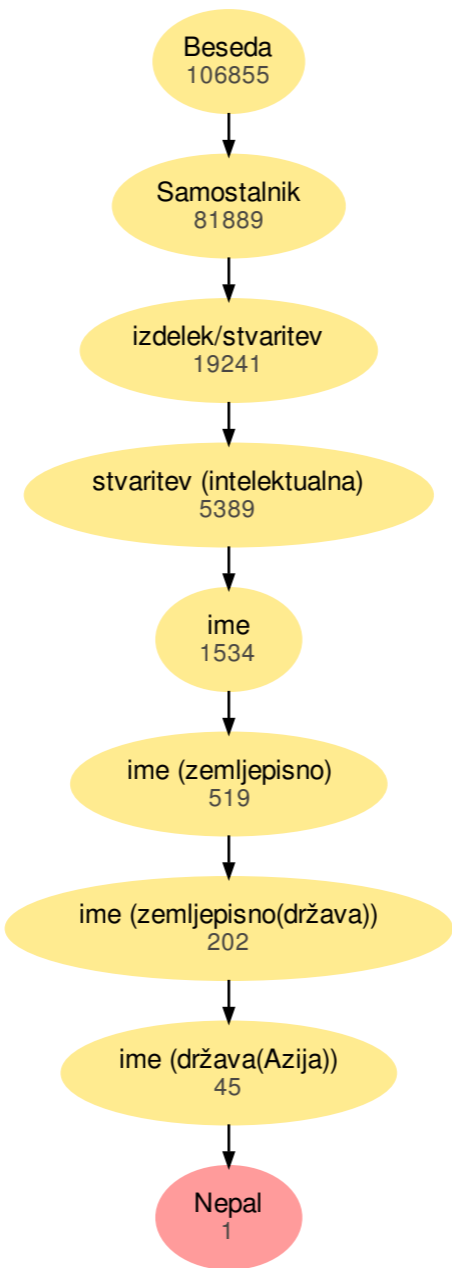 Beseda
106855
Samostalnik
81889
izdelek/stvaritev
19241
stvaritev (intelektualna)
5389
ime
1534
ime (zemljepisno)
519
ime (zemljepisno(država))
202
ime (država(Azija))
45
Nepal
1